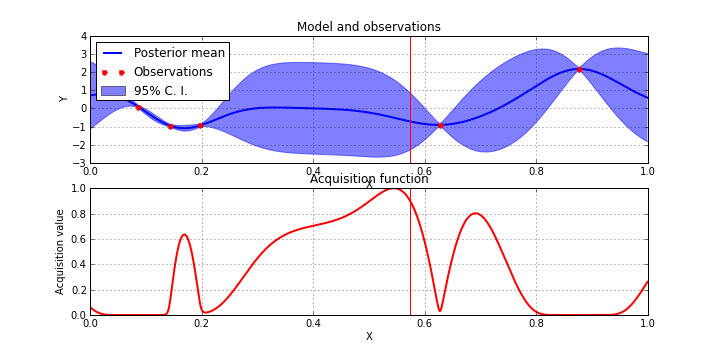 Model and observations
4
3
2
1
0
−1
−2
−3
Y
Posterior mean
Observations
95% C. I.
0.0 0.2 0.4 0.6 0.8 1.0
X
Acquisition function
1.0
0.8
0.6
0.4
0.2
0.0
Acquisition value
0.0 0.2 0.4 0.6 0.8 1.0
X